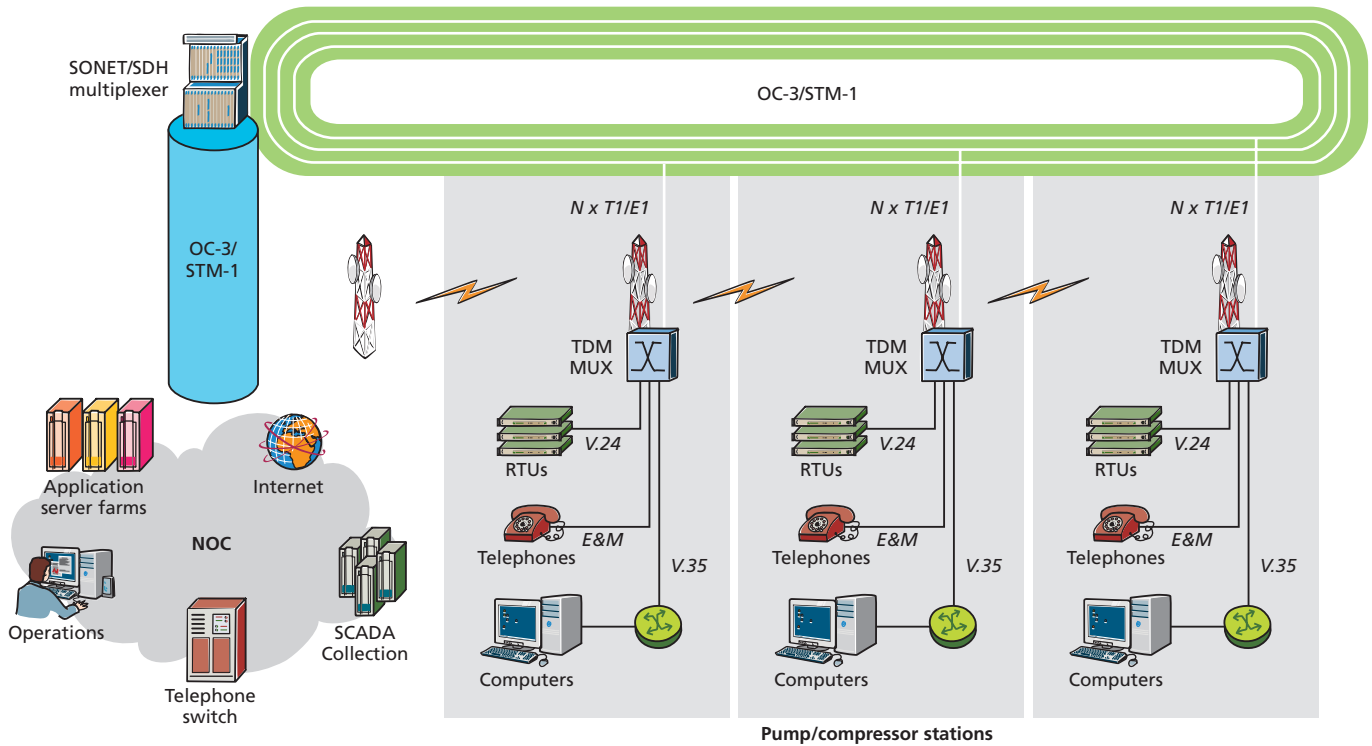 SONET/SDH
multiplexer
OC-3/STM-1
OC-3/
STM-1
N x T1/E1
N x T1/E1
N x T1/E1
TDM
MUX
TDM
MUX
TDM
MUX
V.24
V.24
V.24
RTUs
RTUs
RTUs
Application
server farms
Internet
NOC
E&M
E&M
E&M
Telephones
Telephones
Telephones
V.35
V.35
V.35
Operations
SCADA
Collection
Telephone
switch
Computers
Computers
Computers
Pump/compressor stations